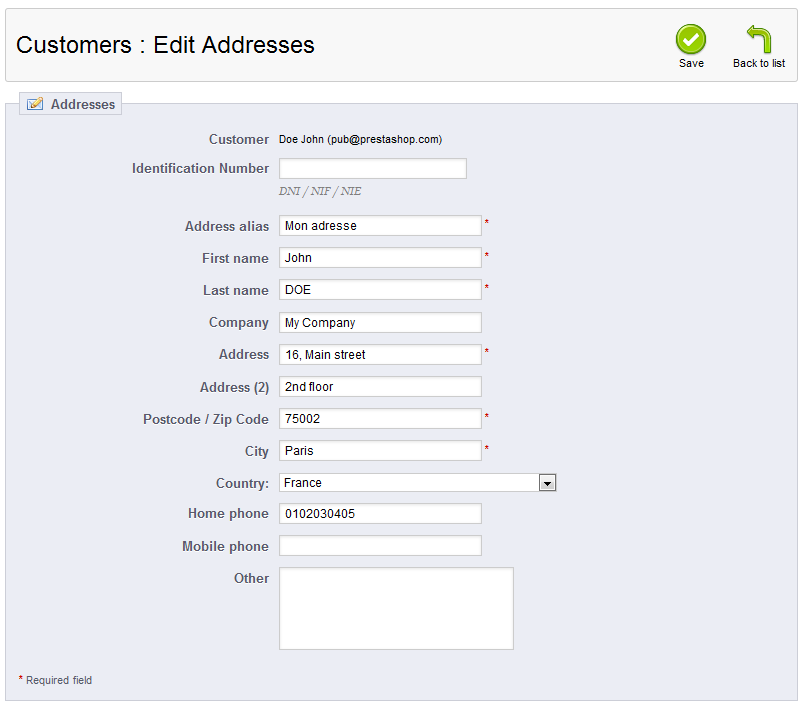 Customers : Edit Addresses
Save
Back to list
Addresses
Customer Doe John (pub@prestashop.com)
Identification Number
DNI / NIF / NIE
Address alias Mon adresse *
First name John *
Last name DOE *
Company My Company
Address 16, Main street *
Address (2) 2nd floor
Postcode / Zip Code 75002 *
City Paris *
Country: France
Home phone 0102030405
Mobile phone
Other
* Required field